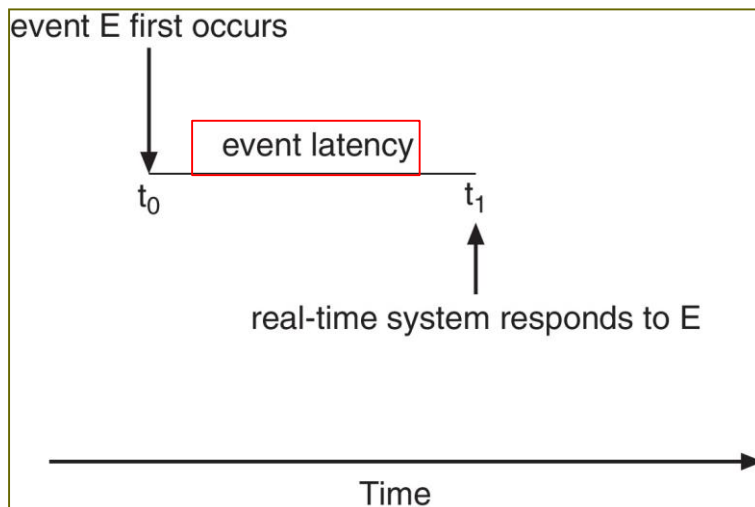 event E first occurs
event latency
t₀
t₁
real-time system responds to E
Time